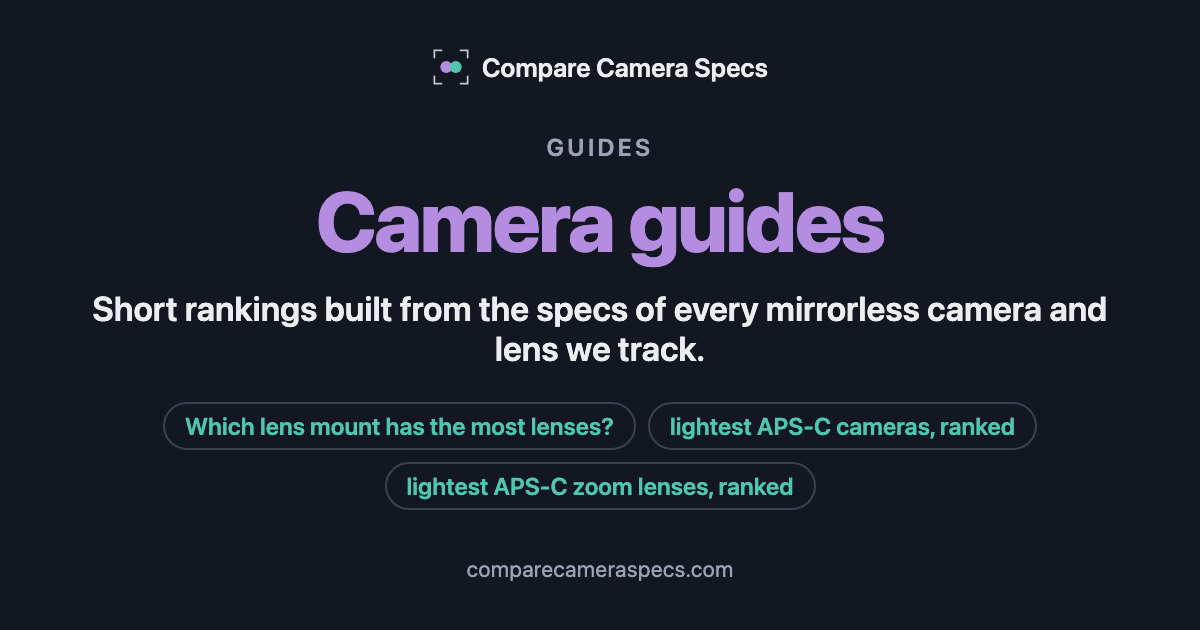 Compare Camera Specs
GUIDES
Camera guides
Short rankings built from the specs of every mirrorless camera and
lens we track.
Which lens mount has the most lenses?
lightest APS-C cameras, ranked
lightest APS-C zoom lenses, ranked
comparecameraspecs.com